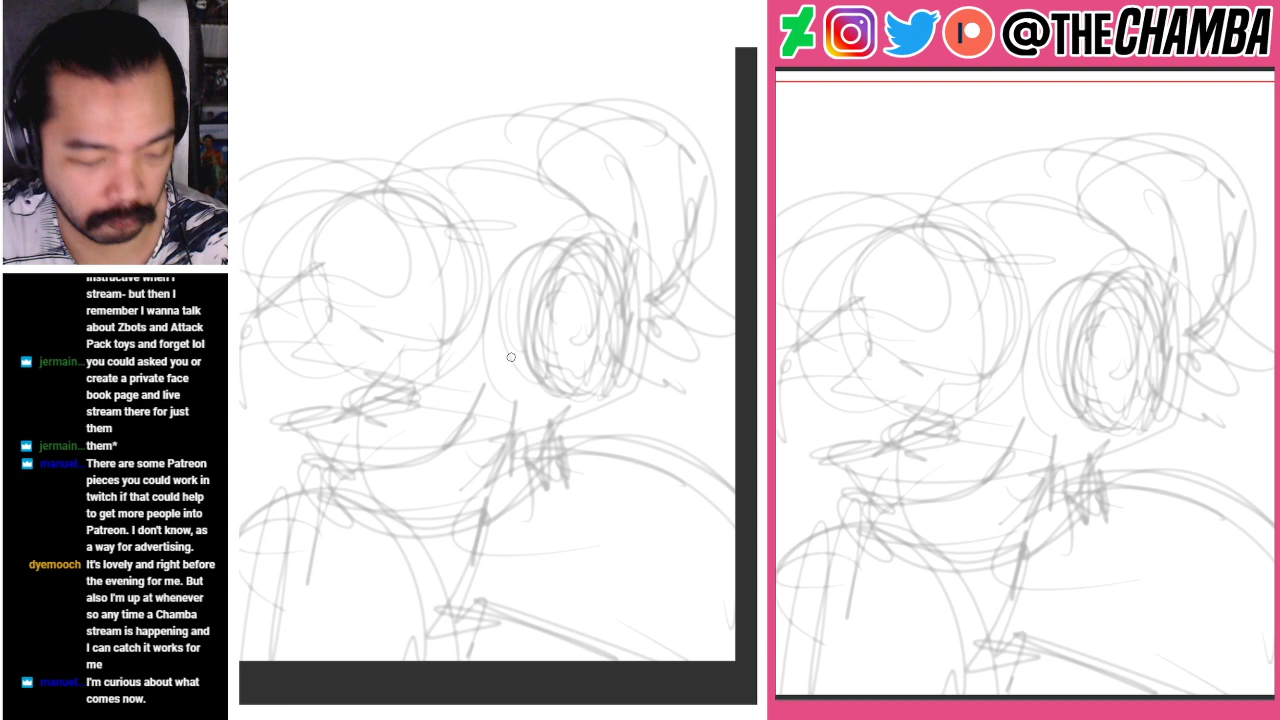 @THECHAMBA
instructive when I
stream- but then I
remember I wanna talk
about Zbots and Attack
Pack toys and forget lol
jermain... you could asked you or
create a private face
book page and live
stream there for just
them
jermain... them*
manuel... There are some Patreon
pieces you could work in
twitch if that could help
to get more people into
Patreon. I don't know, as
a way for advertising.
dyemooch It's lovely and right before
the evening for me. But
also I'm up at whenever
so any time a Chamba
stream is happening and
I can catch it works for
me
manuel... I'm curious about what
comes now.